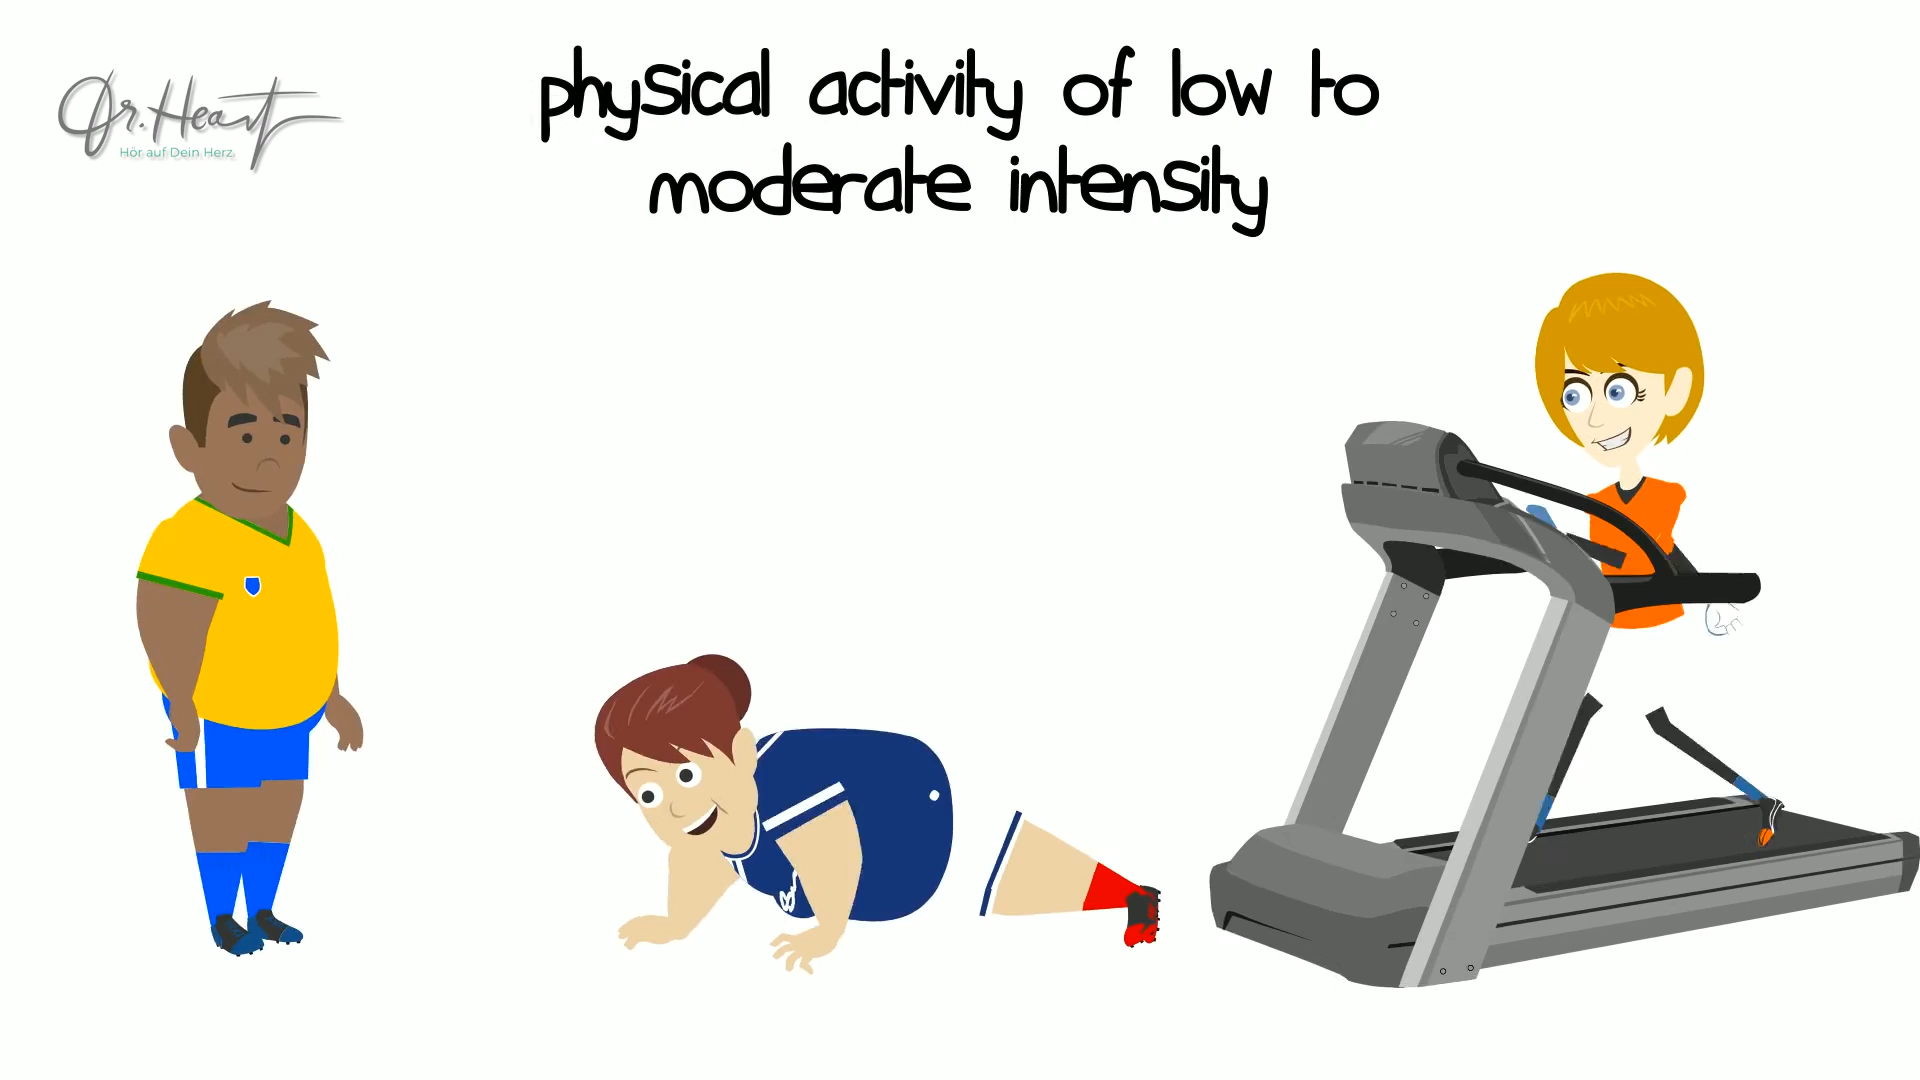 Dr. Heart
Hör auf Dein Herz
physical activity of low to
moderate intensity